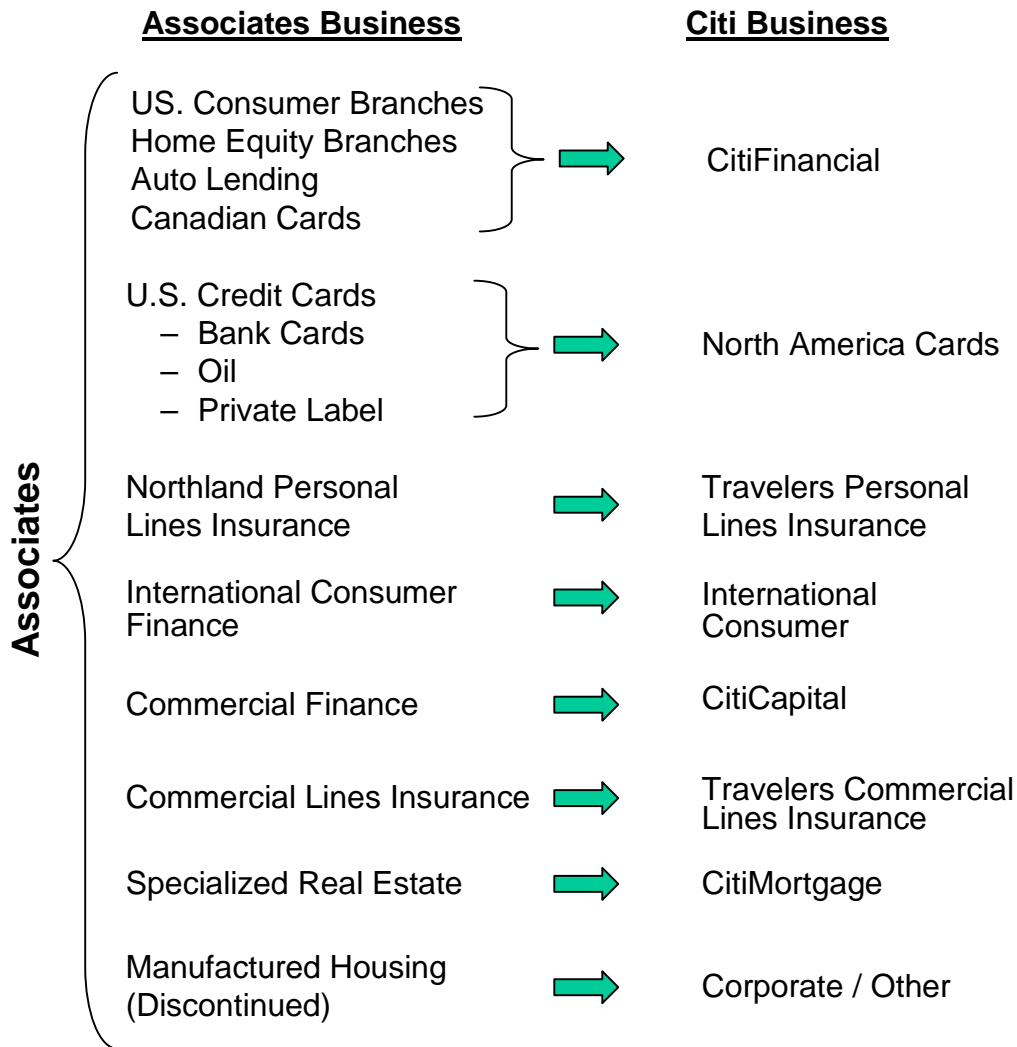 Associates Business
Citi Business
Associates
US. Consumer Branches
Home Equity Branches
Auto Lending
Canadian Cards
CitiFinancial
U.S. Credit Cards
– Bank Cards
– Oil
– Private Label
North America Cards
Northland Personal
Lines Insurance
Travelers Personal
Lines Insurance
International Consumer
Finance
International
Consumer
Commercial Finance
CitiCapital
Commercial Lines Insurance
Travelers Commercial
Lines Insurance
Specialized Real Estate
CitiMortgage
Manufactured Housing
(Discontinued)
Corporate / Other